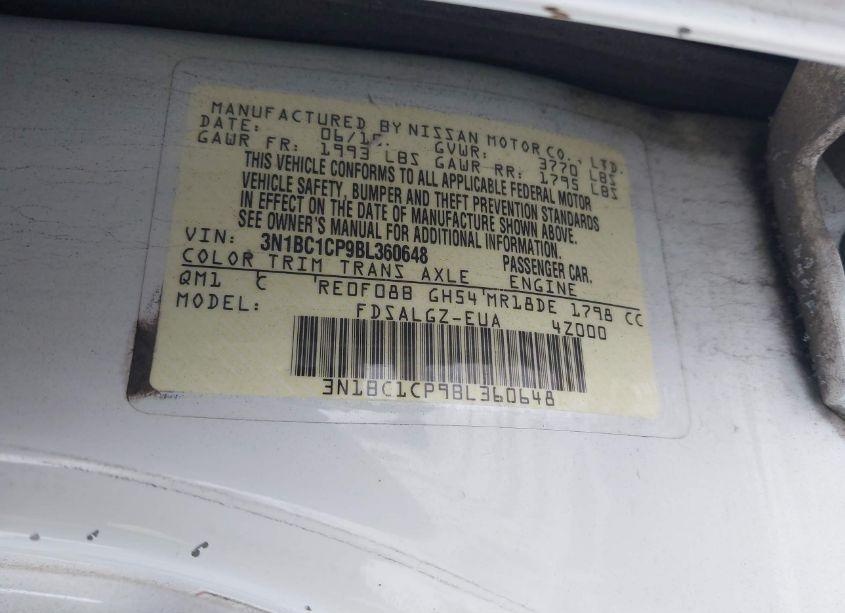 MANUFACTURED BY NISSAN MOTOR CO., LTD.
DATE: 06/10. GVWR: 3770 LBS
GAWR FR: 1993 LBS GAWR RR: 1795 LBS
THIS VEHICLE CONFORMS TO ALL APPLICABLE FEDERAL MOTOR
VEHICLE SAFETY, BUMPER AND THEFT PREVENTION STANDARDS
IN EFFECT ON THE DATE OF MANUFACTURE SHOWN ABOVE.
SEE OWNER'S MANUAL FOR ADDITIONAL INFORMATION.
VIN: 3N1BC1CP9BL360648 PASSENGER CAR.
COLOR TRIM TRANS AXLE ENGINE
QM1 C RE0F08B GH54 MR18DE 1798 CC
MODEL: FDSALGZ-EUA 4Z000
3N1BC1CP9BL360648